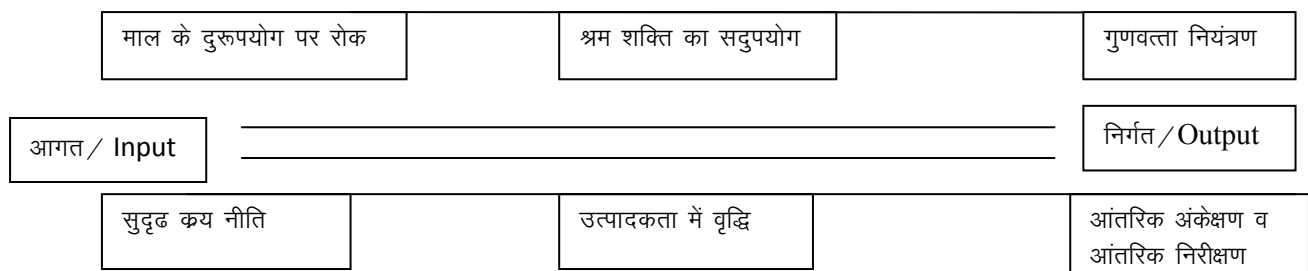 माल के दुरूपयोग पर रोक
श्रम शक्ति का सदुपयोग
गुणवत्ता नियंत्रण
आगत/ Input
निर्गत/Output
सुदृढ क्रय नीति
उत्पादकता में वृद्धि
आंतरिक अंकेक्षण व
आंतरिक निरीक्षण